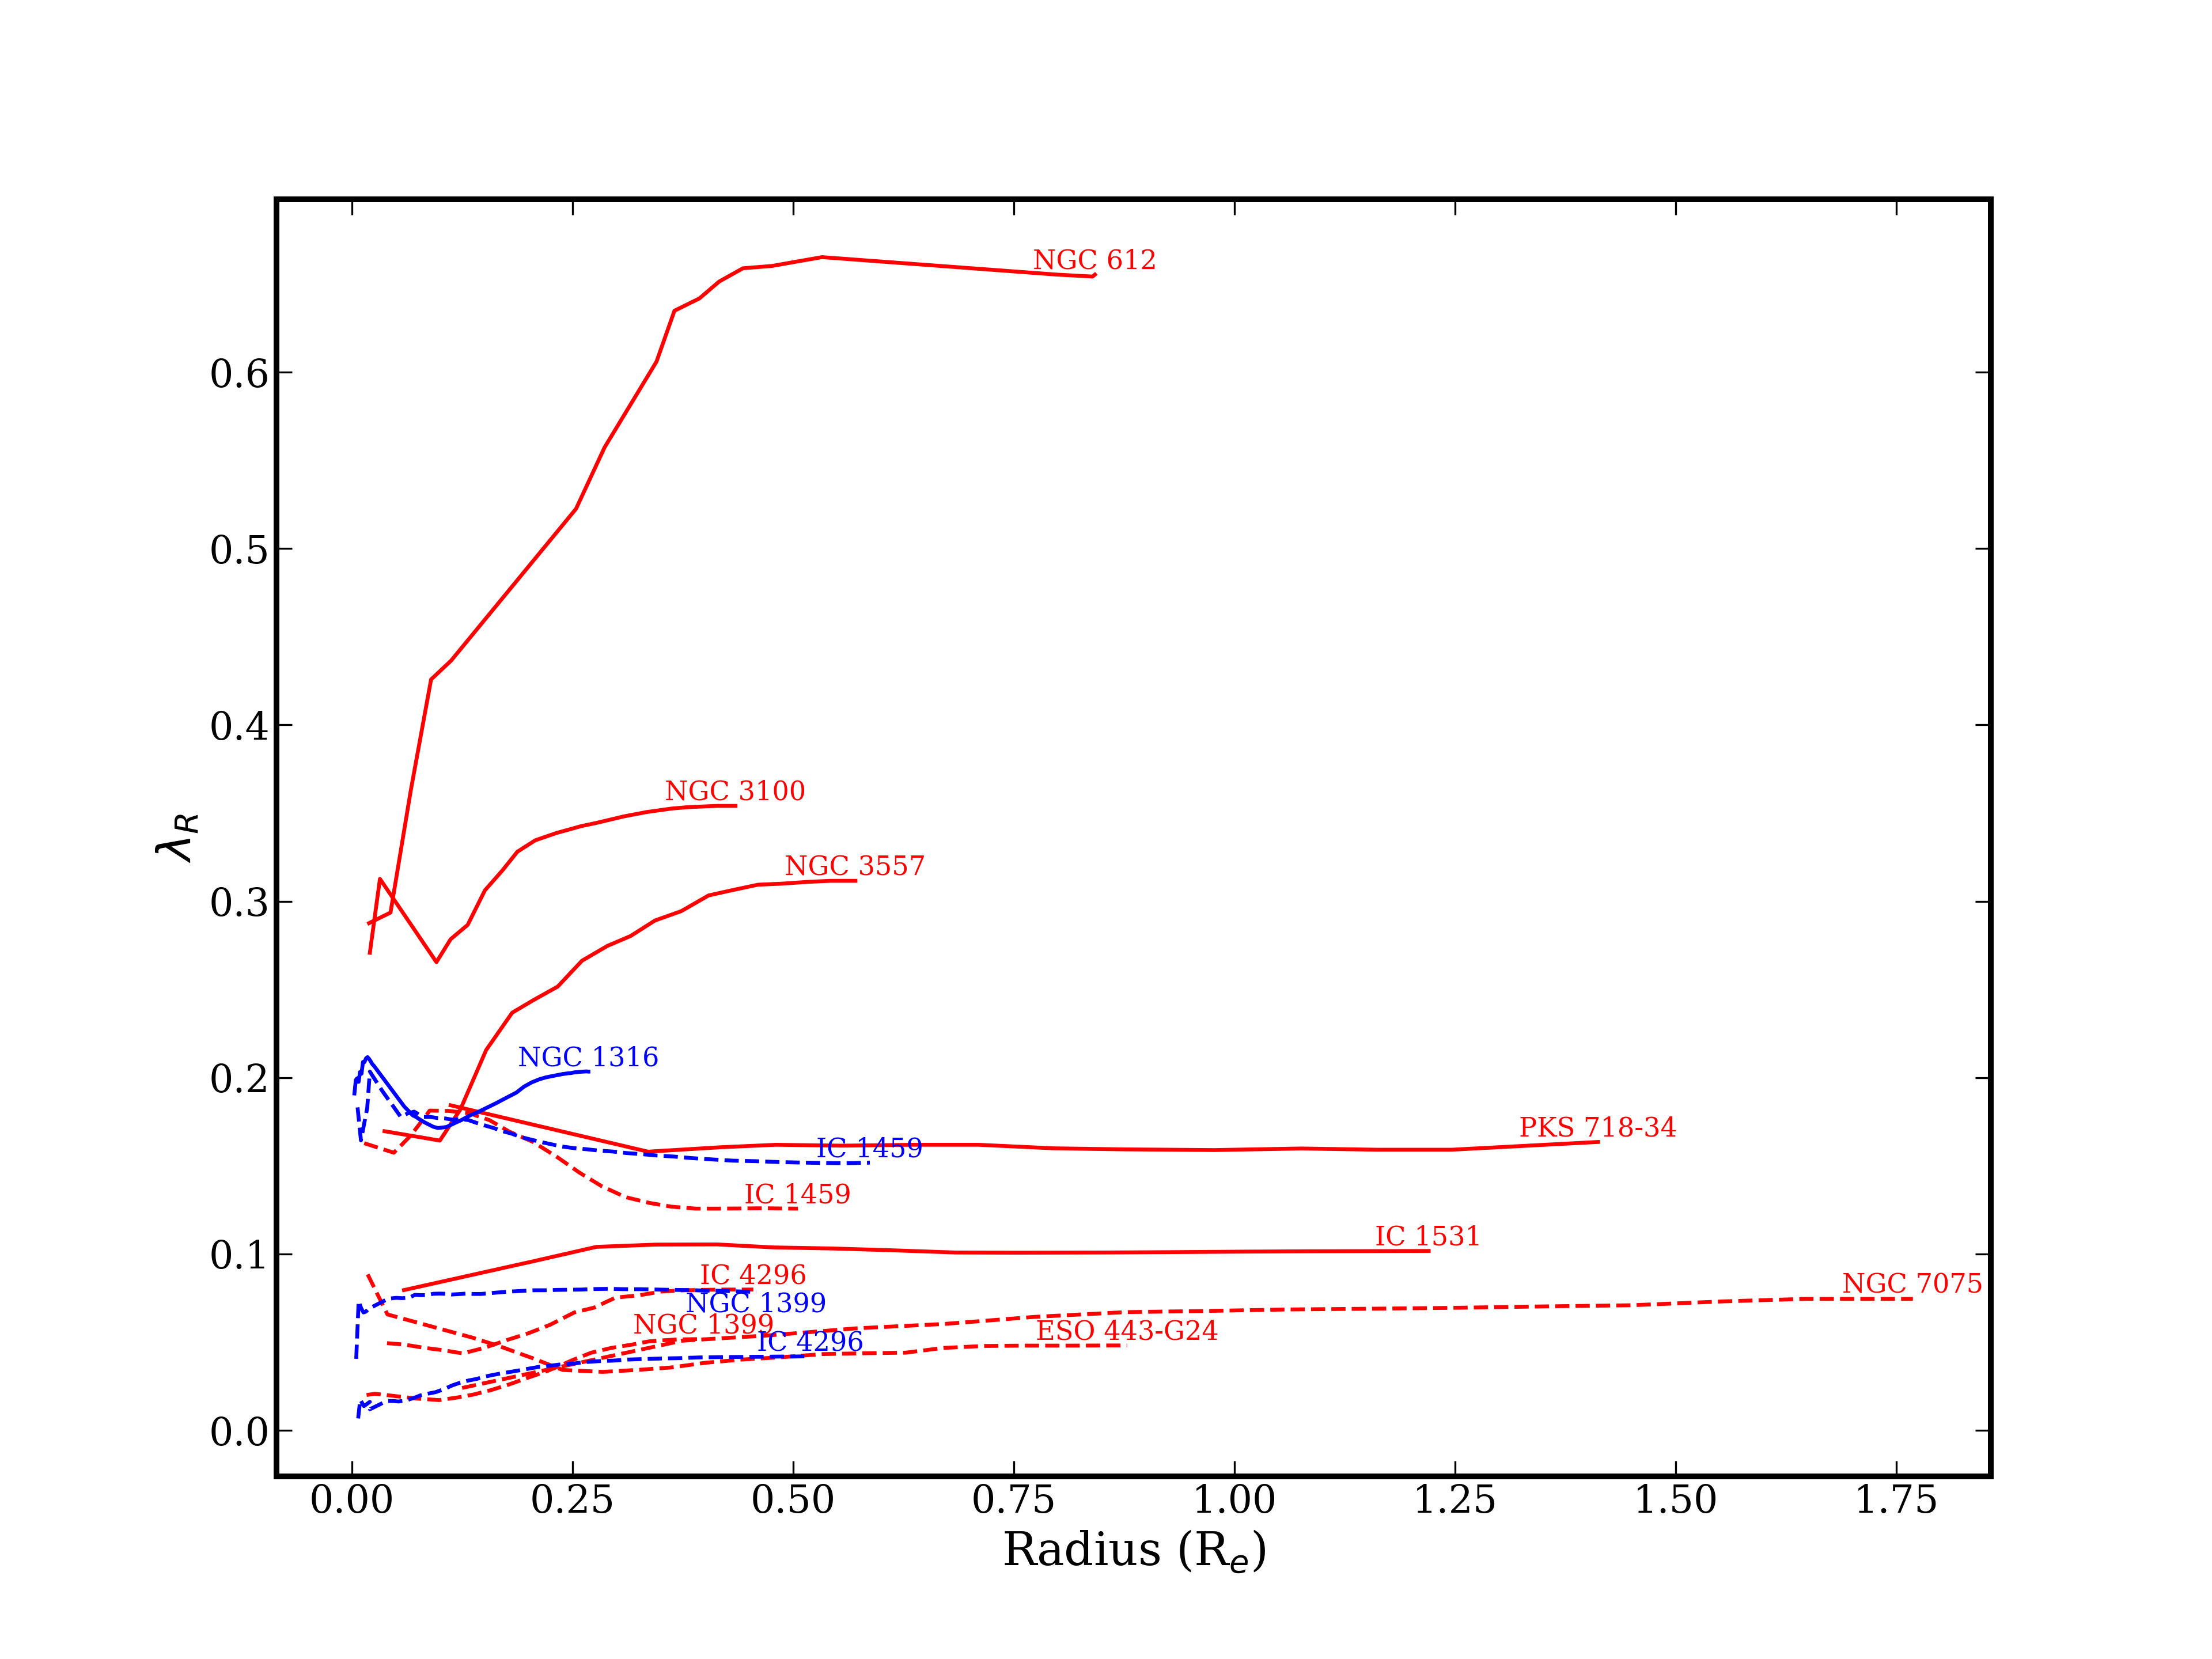 NGC 612
0.6
0.5
0.4
NGC 3100
λR
NGC 3557
0.3
NGC 1316
0.2
PKS 718-34
IC 1459
IC 1459
IC 1531
0.1
IC 4296
NGC 7075
NGC 1399
NGC 1399
ESO 443-G24
IC 4296
0.0
0.00 0.25 0.50 0.75 1.00 1.25 1.50 1.75
Radius (Re)